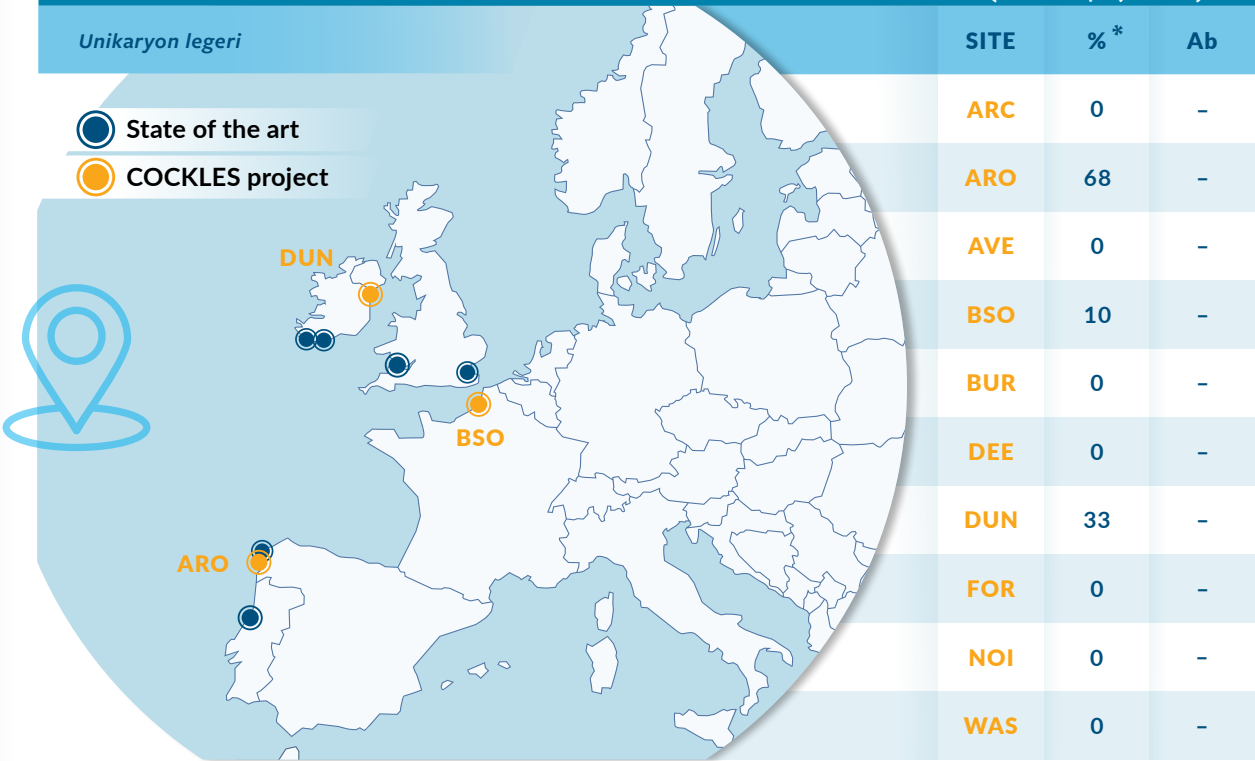 Unikaryon legeri
SITE % * Ab
State of the art
COCKLES project
DUN
BSO
ARO
ARC 0 –
ARO 68 –
AVE 0 –
BSO 10 –
BUR 0 –
DEE 0 –
DUN 33 –
FOR 0 –
NOI 0 –
WAS 0 –